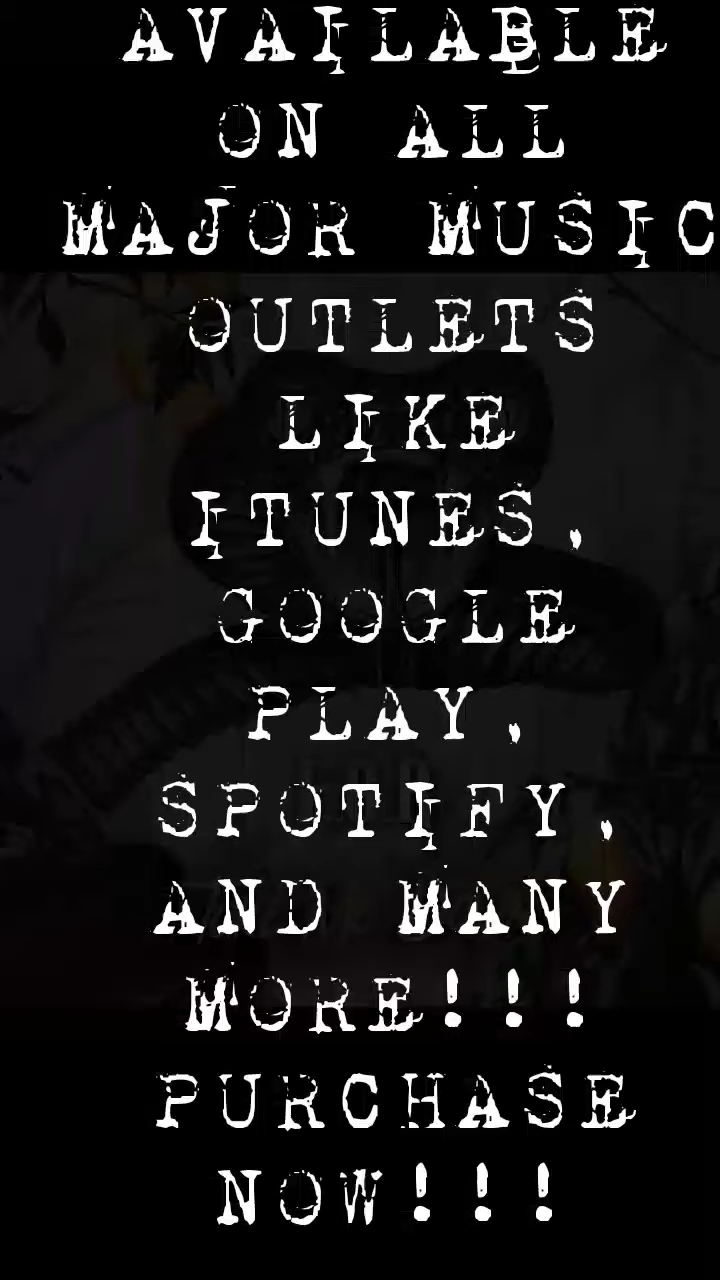 AVAILABLE
ON ALL
MAJOR MUSIC
OUTLETS
LIKE
ITUNES,
GOOGLE
PLAY,
SPOTIFY,
AND MANY
MORE!!!
PURCHASE
NOW!!!